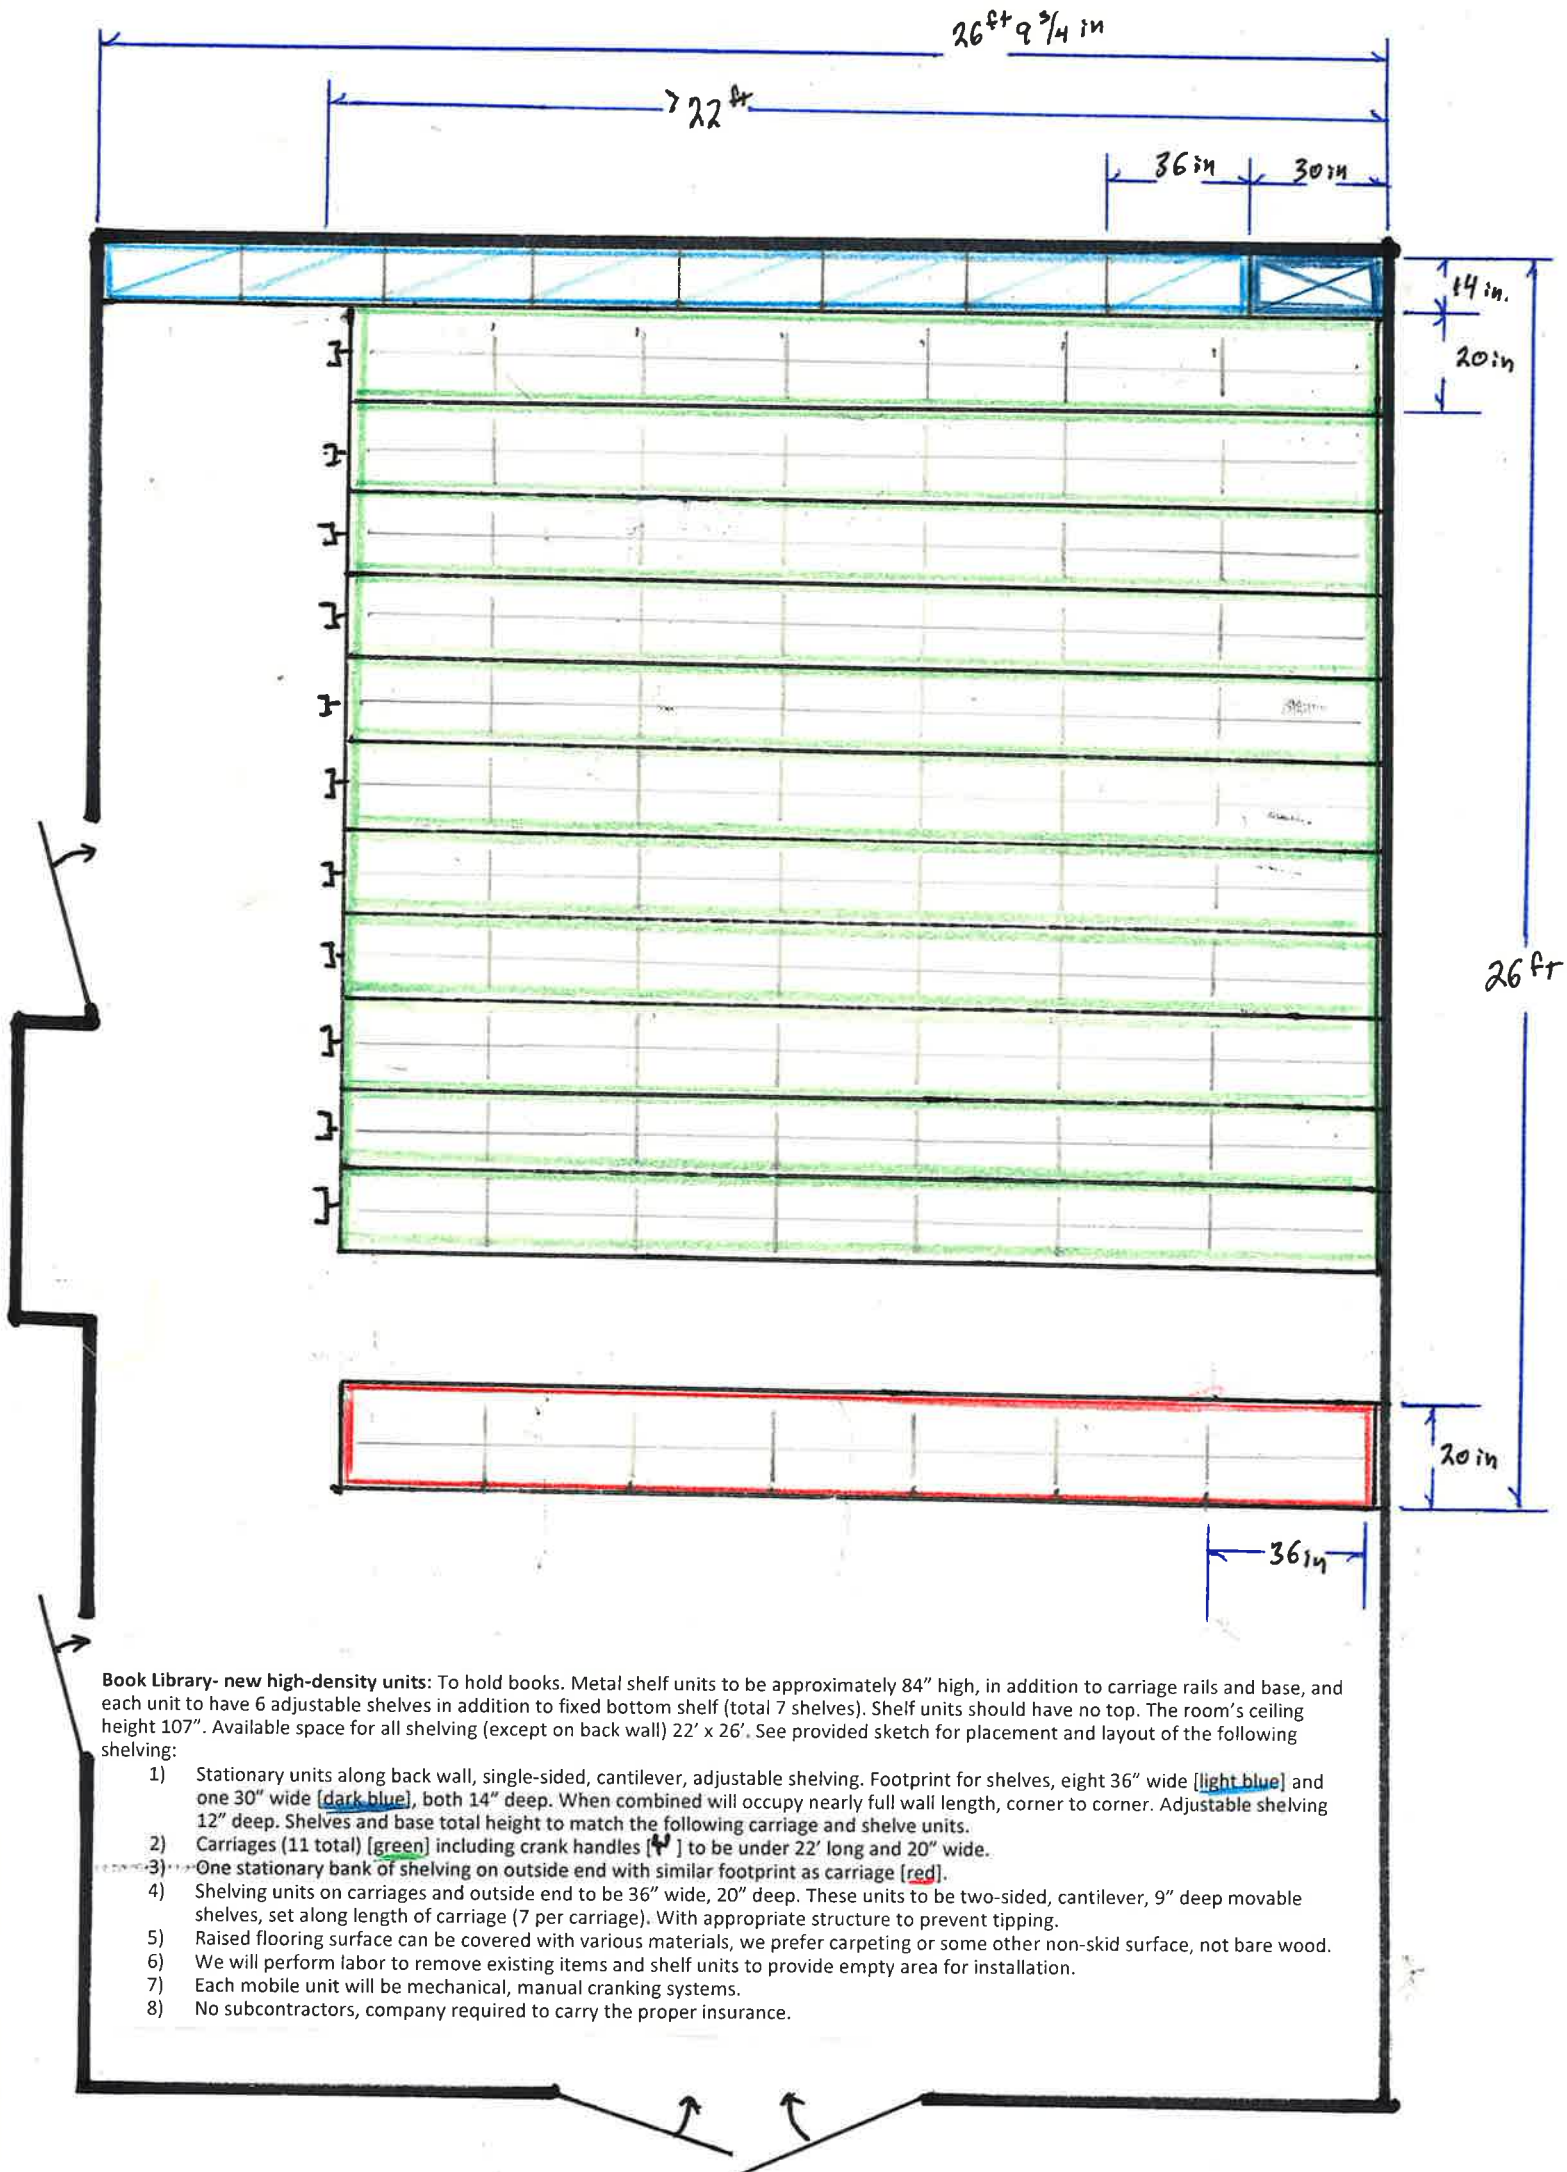 26 ft 9 3/4 in
> 22 ft
36 in
30 in
14 in.
20 in
26 ft
20 in
36 in
Book Library- new high-density units: To hold books. Metal shelf units to be approximately 84" high, in addition to carriage rails and base, and
each unit to have 6 adjustable shelves in addition to fixed bottom shelf (total 7 shelves). Shelf units should have no top. The room's ceiling
height 107". Available space for all shelving (except on back wall) 22' x 26'. See provided sketch for placement and layout of the following
shelving:
1) Stationary units along back wall, single-sided, cantilever, adjustable shelving. Footprint for shelves, eight 36" wide [light blue] and
one 30" wide [dark blue], both 14" deep. When combined will occupy nearly full wall length, corner to corner. Adjustable shelving
12" deep. Shelves and base total height to match the following carriage and shelve units.
2) Carriages (11 total) [green] including crank handles [ ] to be under 22' long and 20" wide.
3) One stationary bank of shelving on outside end with similar footprint as carriage [red].
4) Shelving units on carriages and outside end to be 36" wide, 20" deep. These units to be two-sided, cantilever, 9" deep movable
shelves, set along length of carriage (7 per carriage). With appropriate structure to prevent tipping.
5) Raised flooring surface can be covered with various materials, we prefer carpeting or some other non-skid surface, not bare wood.
6) We will perform labor to remove existing items and shelf units to provide empty area for installation.
7) Each mobile unit will be mechanical, manual cranking systems.
8) No subcontractors, company required to carry the proper insurance.